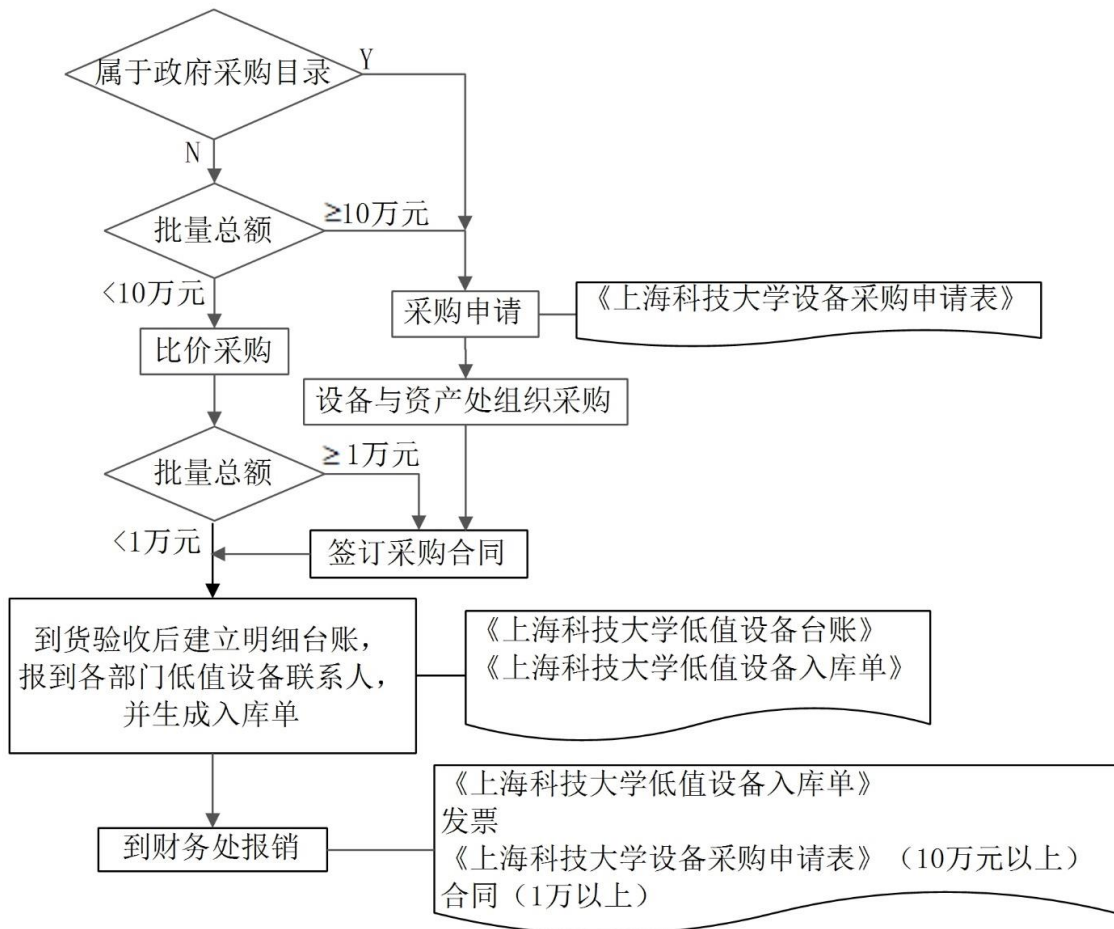 属于政府采购目录
Y
N
批量总额
≥10万元
<10万元
采购申请
《上海科技大学设备采购申请表》
比价采购
设备与资产处组织采购
批量总额
≥1万元
<1万元
签订采购合同
到货验收后建立明细台账,
报到各部门低值设备联系人,
并生成入库单
《上海科技大学低值设备台账》
《上海科技大学低值设备入库单》
到财务处报销
《上海科技大学低值设备入库单》
发票
《上海科技大学设备采购申请表》(10万元以上)
合同(1万以上)